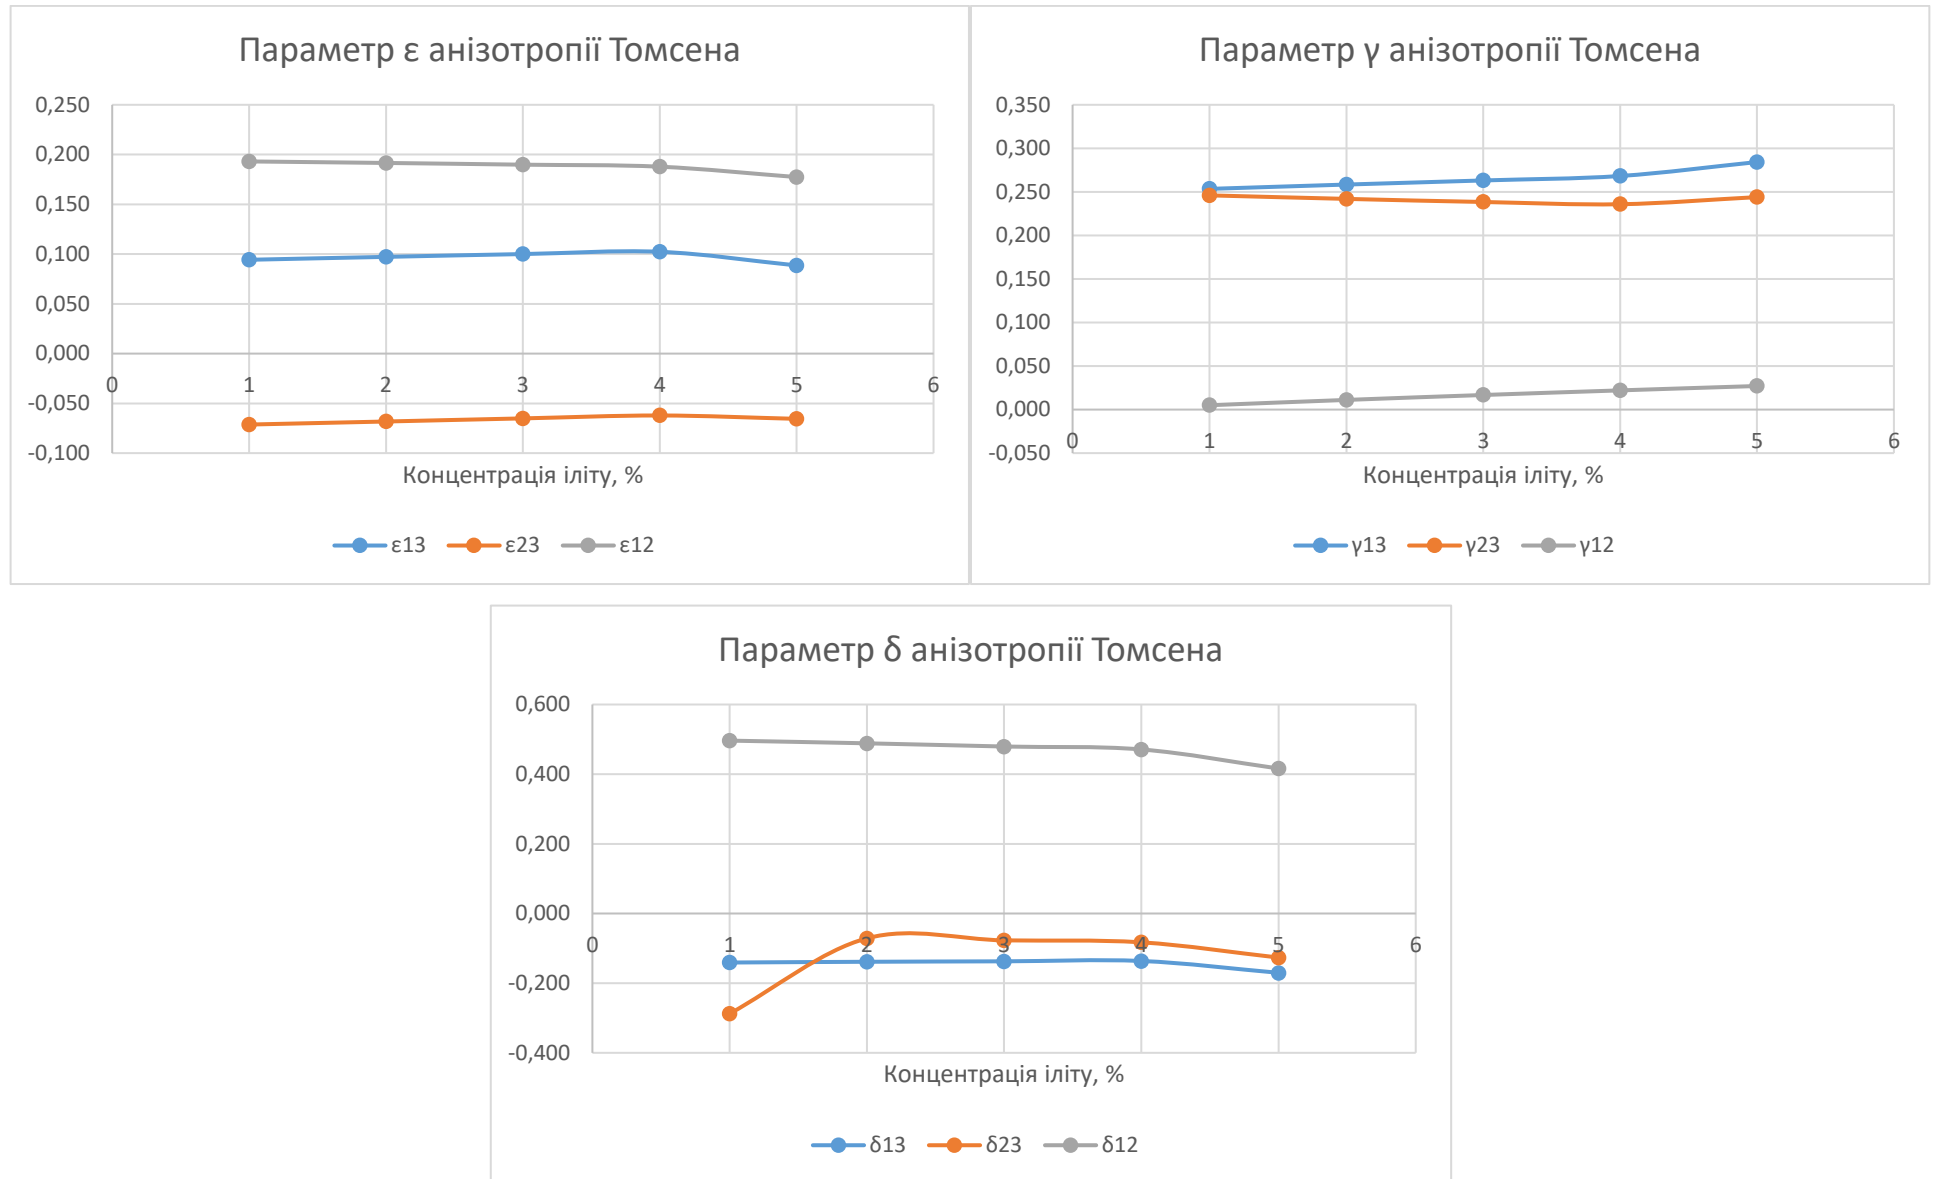 Параметр ε анізотропії Томсена
0,250
0,200
0,150
0,100
0,050
0,000
-0,050
-0,100
0 1 2 3 4 5 6
Концентрація іліту, %
ε13 ε23 ε12
Параметр γ анізотропії Томсена
0,350
0,300
0,250
0,200
0,150
0,100
0,050
0,000
-0,050
0 1 2 3 4 5 6
Концентрація іліту, %
γ13 γ23 γ12
Параметр δ анізотропії Томсена
0,600
0,400
0,200
0,000
-0,200
-0,400
0 1 2 3 4 5 6
Концентрація іліту, %
δ13 δ23 δ12